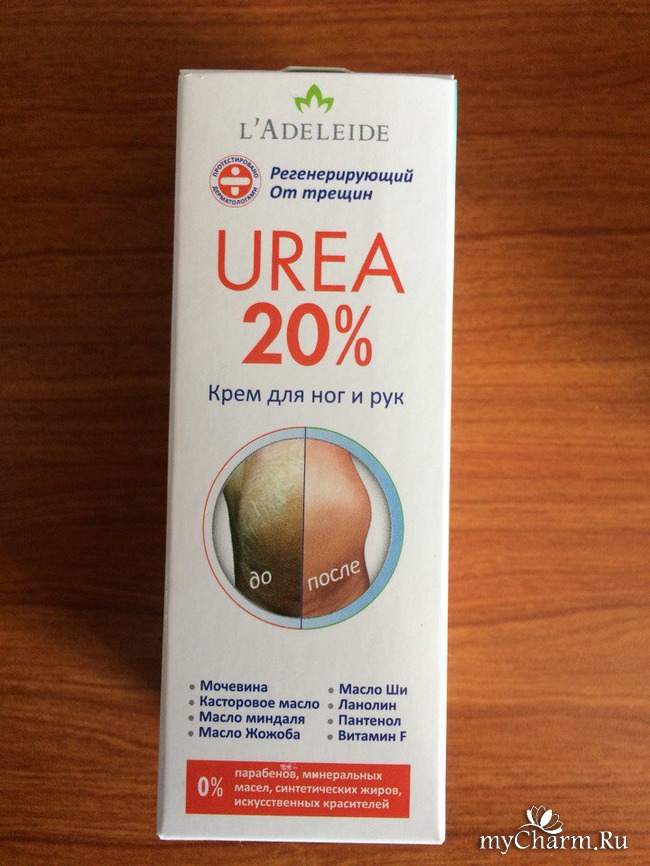 L'ADELEIDE
ПРОТЕСТИРОВАНО
ДЕРМАТОЛОГАМИ
Регенерирующий
От трещин
UREA
20%
Крем для ног и рук
до
после
Мочевина
Касторовое масло
Масло миндаля
Масло Жожоба
Масло Ши
Ланолин
Пантенол
Витамин F
0%
парабенов, минеральных
масел, синтетических жиров,
искусственных красителей
myCharm.Ru